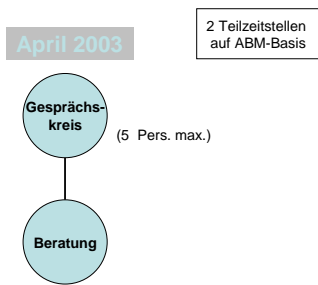 2 Teilzeitstellen
auf ABM-Basis
April 2003
Gesprächs-
kreis
(5 Pers. max.)
Beratung